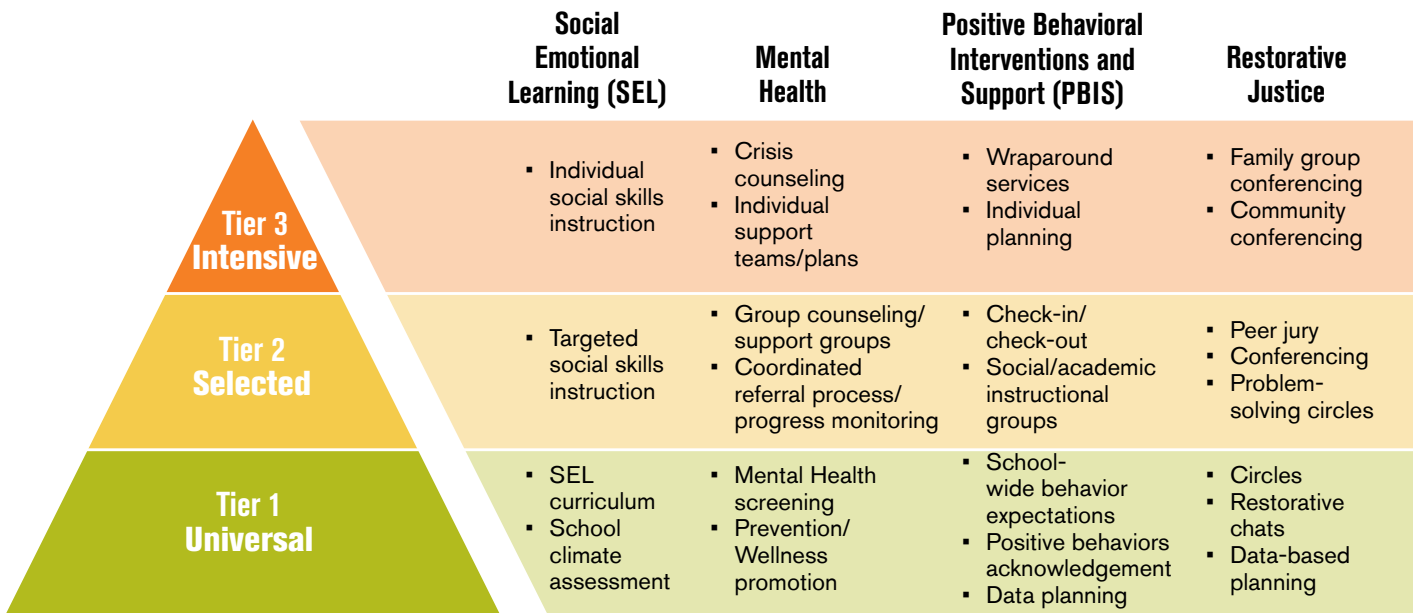 Social
Emotional
Learning (SEL)
Mental
Health
Positive Behavioral
Interventions and
Support (PBIS)
Restorative
Justice
Tier 3
Intensive
▪ Individual
social skills
instruction
▪ Crisis
counseling
▪ Individual
support
teams/plans
▪ Wraparound
services
▪ Individual
planning
▪ Family group
conferencing
▪ Community
conferencing
Tier 2
Selected
▪ Targeted
social skills
instruction
▪ Group counseling/
support groups
▪ Coordinated
referral process/
progress monitoring
▪ Check-in/
check-out
▪ Social/academic
instructional
groups
▪ Peer jury
▪ Conferencing
▪ Problem-
solving circles
Tier 1
Universal
▪ SEL
curriculum
▪ School
climate
assessment
▪ Mental Health
screening
▪ Prevention/
Wellness
promotion
▪ School-
wide behavior
expectations
▪ Positive behaviors
acknowledgement
▪ Data planning
▪ Circles
▪ Restorative
chats
▪ Data-based
planning